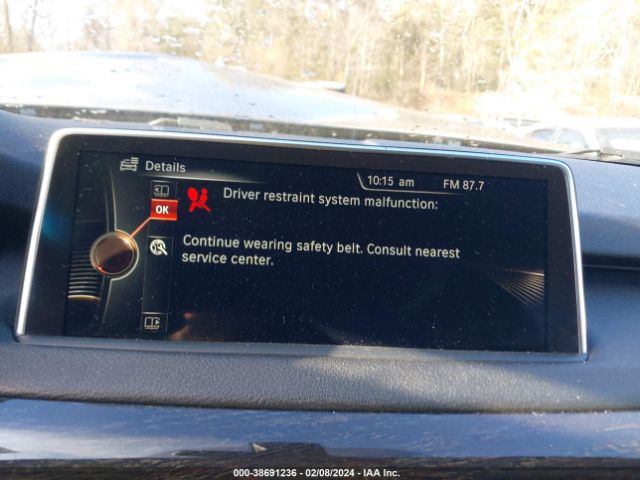 Details
10:15 am
FM 87.7
OK
Driver restraint system malfunction:
Continue wearing safety belt. Consult nearest
service center.
000-38691236 - 02/08/2024 - IAA Inc.